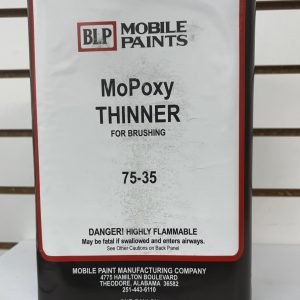 BLP MOBILE
PAINTS
MoPoxy
THINNER
FOR BRUSHING
75-35
DANGER! HIGHLY FLAMMABLE
May be fatal if swallowed and enters airways.
See Other Cautions on Back Panel
MOBILE PAINT MANUFACTURING COMPANY
4775 HAMILTON BOULEVARD
THEODORE, ALABAMA 36582
251-443-6110